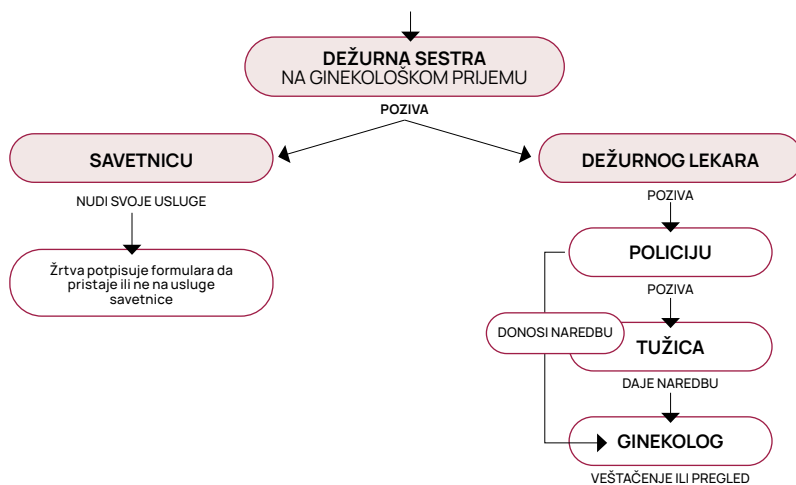 DEŽURNA SESTRA
NA GINEKOLOŠKOM PRIJEMU
POZIVA
SAVETNICU
NUDI SVOJE USLUGE
Žrtva potpisuje formulara da
pristaje ili ne na usluge
savetnice
DEŽURNOG LEKARA
POZIVA
POLICIJU
POZIVA
DONOSI NAREDBU
TUŽICA
DAJE NAREDBU
GINEKOLOG
VEŠTAČENJE ILI PREGLED